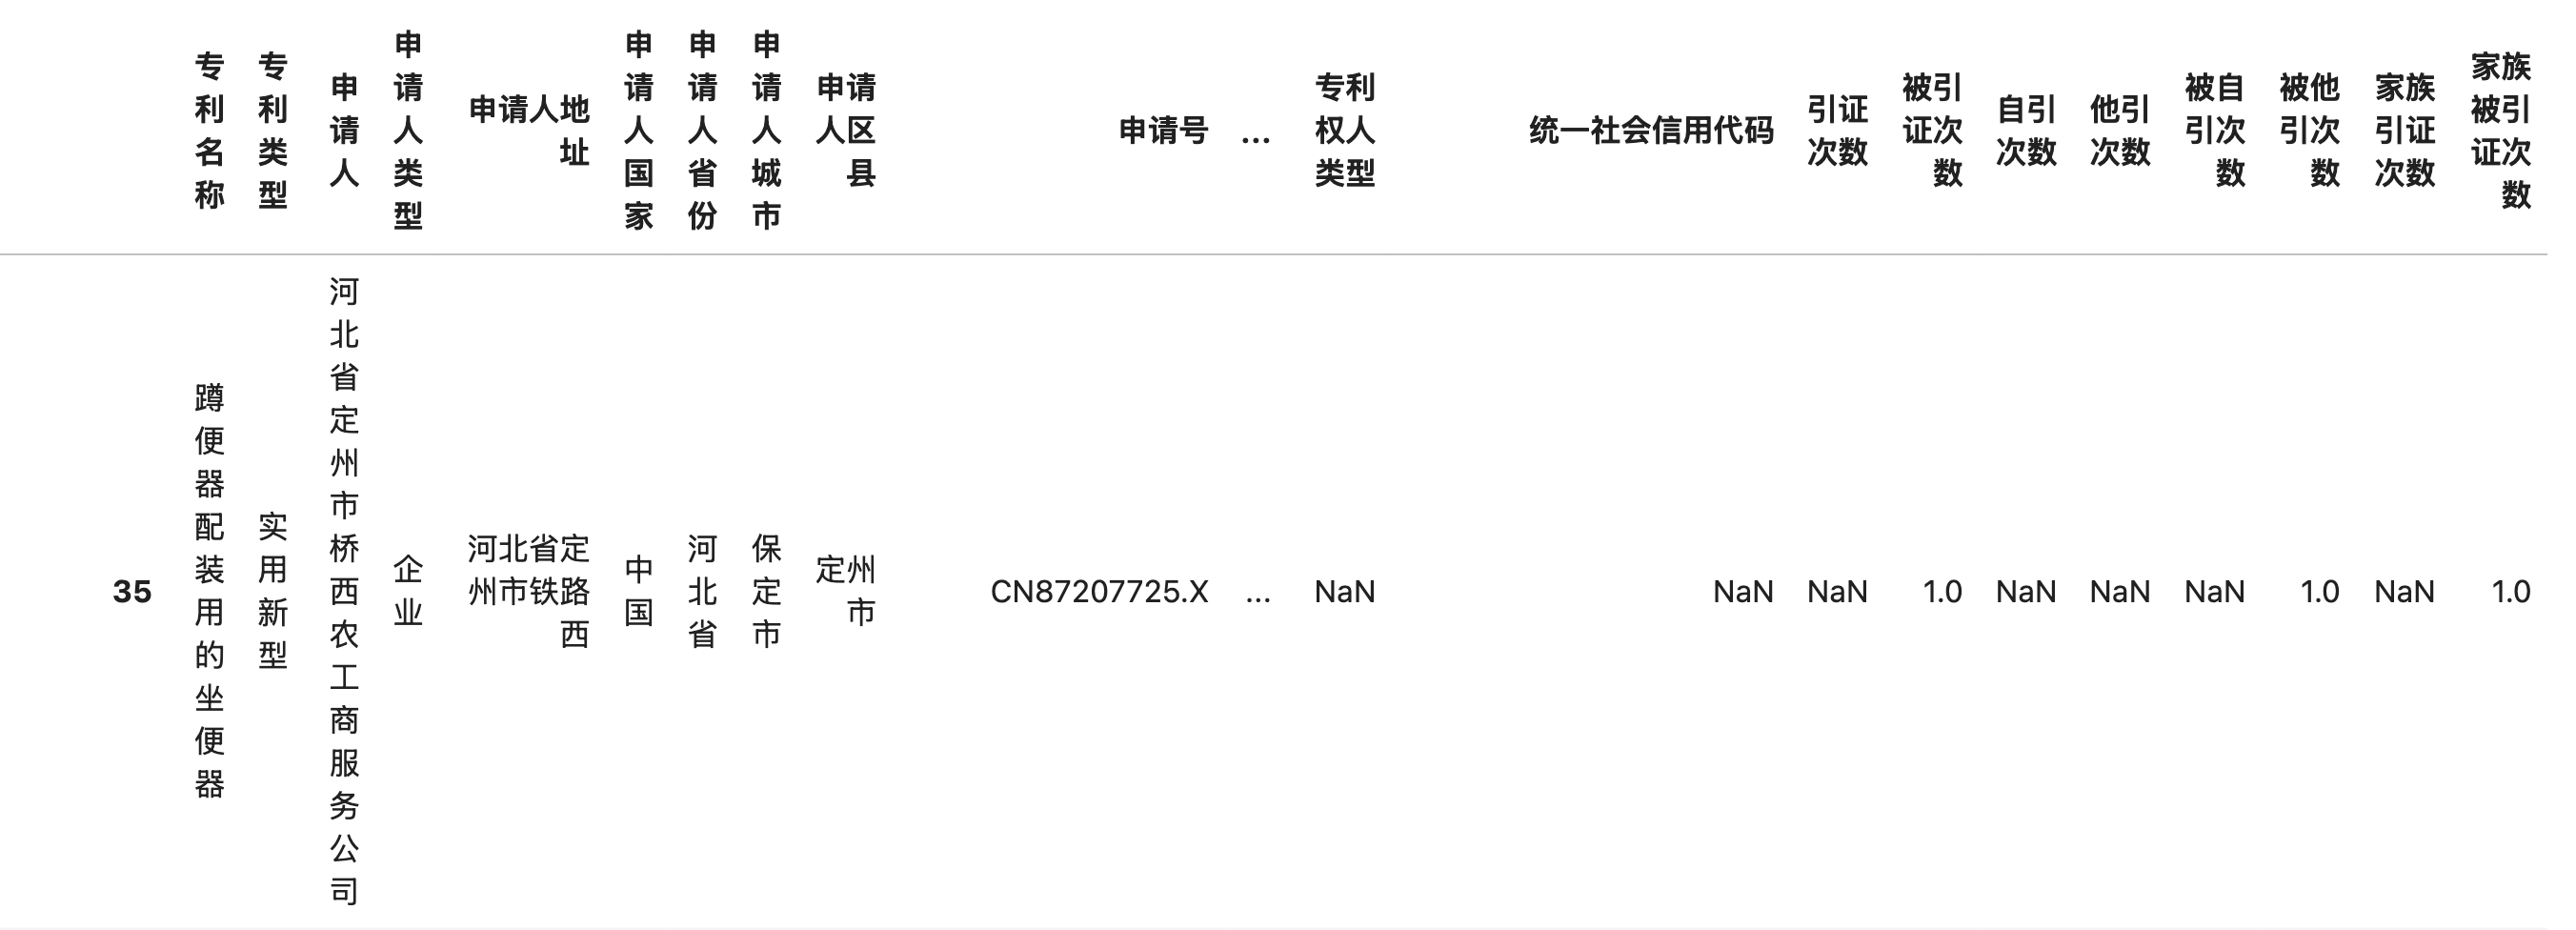 专利名称 专利类型 申请人 申请人类型 申请人地址 申请人国家 申请人省份 申请人城市 申请人区县 申请号 ... 专利权人类型 统一社会信用代码 引证次数 被引证次数 自引次数 他引次数 被自引次数 被他引次数 家族引证次数 家族被引证次数
35 蹲便器配装用的坐便器 实用新型 河北省定州市桥西农工商服务公司 企业 河北省定州市铁路西 中国 河北省 保定市 定州市 CN87207725.X ... NaN NaN NaN 1.0 NaN NaN NaN 1.0 NaN 1.0